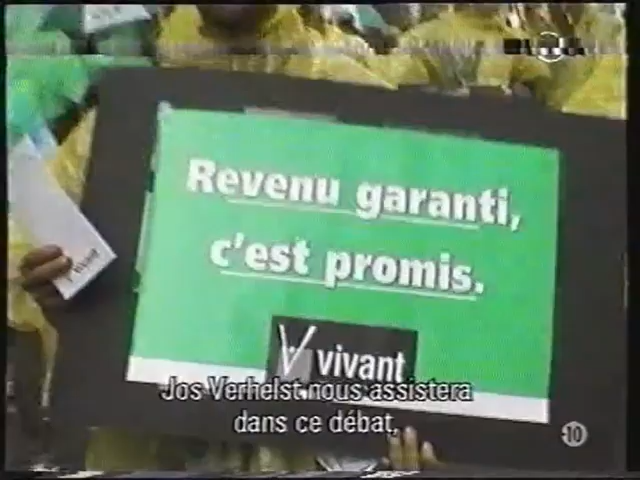 Revenu garanti,
c'est promis.
vivant
Jos Verhelst nous assistera
dans ce débat,
-10